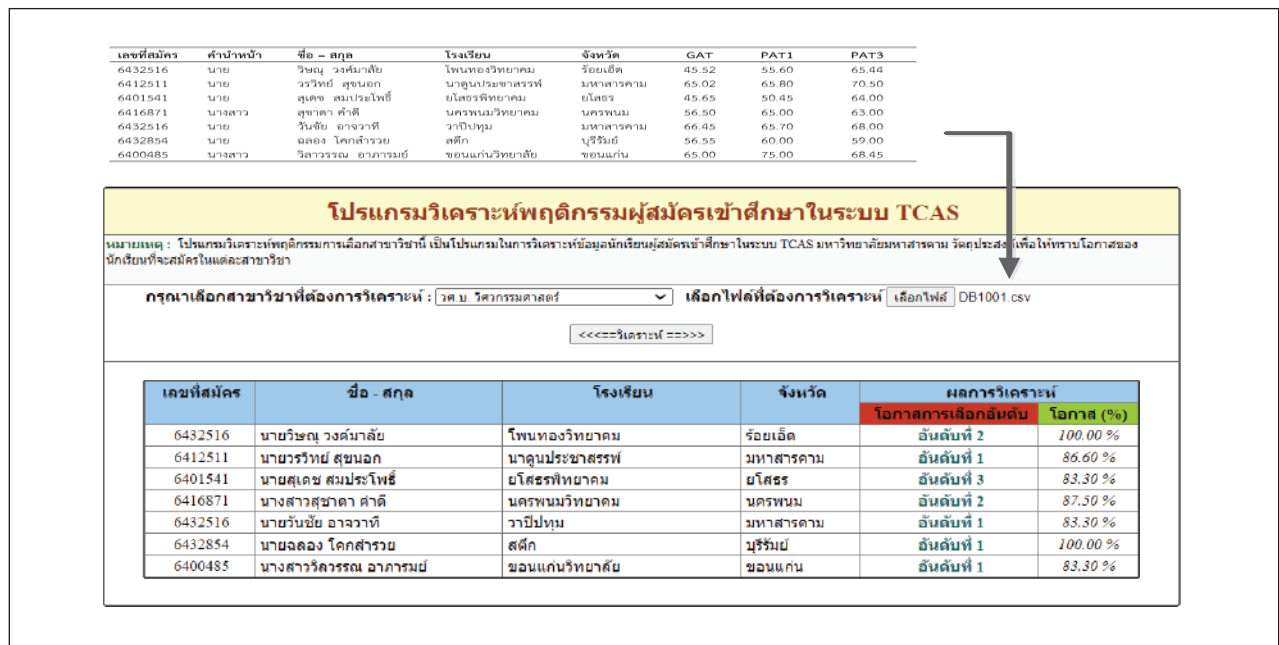 เลขที่สมัคร คำนำหน้า ชื่อ – สกุล โรงเรียน จังหวัด GAT PAT1 PAT3
6432516 นาย วิษณุ วงศ์มาลัย โพนทองวิทยาคม ร้อยเอ็ด 45.52 55.60 65.44
6412511 นาย วรวิทย์ สุขนอก นาดูนประชาสรรพ์ มหาสารคาม 65.02 65.80 70.50
6401541 นาย สุเดช สมประโพธิ์ ยโสธรพิทยาคม ยโสธร 45.65 50.45 64.00
6416871 นางสาว สุชาดา คำดี นครพนมวิทยาคม นครพนม 56.50 65.00 63.00
6432516 นาย วันชัย อาจวาที วาปีปทุม มหาสารคาม 66.45 65.70 68.00
6432854 นาย ฉลอง โคกสำรวย สตึก บุรีรัมย์ 56.55 60.00 59.00
6400485 นางสาว วิลาวรรณ อาภารมย์ ขอนแก่นวิทยาลัย ขอนแก่น 65.00 75.00 68.45
โปรแกรมวิเคราะห์พฤติกรรมผู้สมัครเข้าศึกษาในระบบ TCAS
หมายเหตุ : โปรแกรมวิเคราะห์พฤติกรรมการเลือกสาขาวิชานี้ เป็นโปรแกรมในการวิเคราะห์ข้อมูลนักเรียนผู้สมัครเข้าศึกษาในระบบ TCAS มหาวิทยาลัยมหาสารคาม วัตถุประสงค์เพื่อให้ทราบโอกาสของ
นักเรียนที่จะสมัครในแต่ละสาขาวิชา
กรุณาเลือกสาขาวิชาที่ต้องการวิเคราะห์ : วศ.บ. วิศวกรรมศาสตร์ เลือกไฟล์ที่ต้องการวิเคราะห์ เลือกไฟล์ DB1001.csv
<<<==วิเคราะห์ ==>>>
เลขที่สมัคร ชื่อ - สกุล โรงเรียน จังหวัด ผลการวิเคราะห์
โอกาสการเลือกอันดับ โอกาส (%)
6432516 นายวิษณุ วงศ์มาลัย โพนทองวิทยาคม ร้อยเอ็ด อันดับที่ 2 100.00 %
6412511 นายวรวิทย์ สุขนอก นาดูนประชาสรรพ์ มหาสารคาม อันดับที่ 1 86.60 %
6401541 นายสุเดช สมประโพธิ์ ยโสธรพิทยาคม ยโสธร อันดับที่ 3 83.30 %
6416871 นางสาวสุชาดา คำดี นครพนมวิทยาคม นครพนม อันดับที่ 2 87.50 %
6432516 นายวันชัย อาจวาที วาปีปทุม มหาสารคาม อันดับที่ 1 83.30 %
6432854 นายฉลอง โคกสำรวย สตึก บุรีรัมย์ อันดับที่ 1 100.00 %
6400485 นางสาววิลวรรณ อาภารมย์ ขอนแก่นวิทยาลัย ขอนแก่น อันดับที่ 1 83.30 %